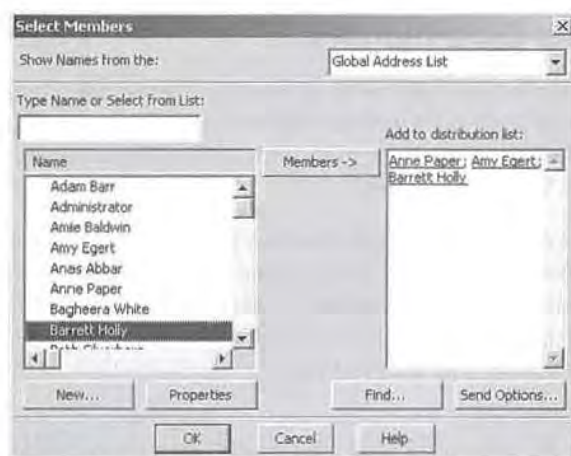 Select Members
Show Names from the:
Global Address List
Type Name or Select from List:
Add to distribution list:
Name
Members ->
Anne Paper; Amy Egert;
Barrett Holly
Adam Barr
Administrator
Amie Baldwin
Amy Egert
Anas Abbar
Anne Paper
Bagheera White
Barrett Holly
New...
Properties
Find...
Send Options...
OK
Cancel
Help